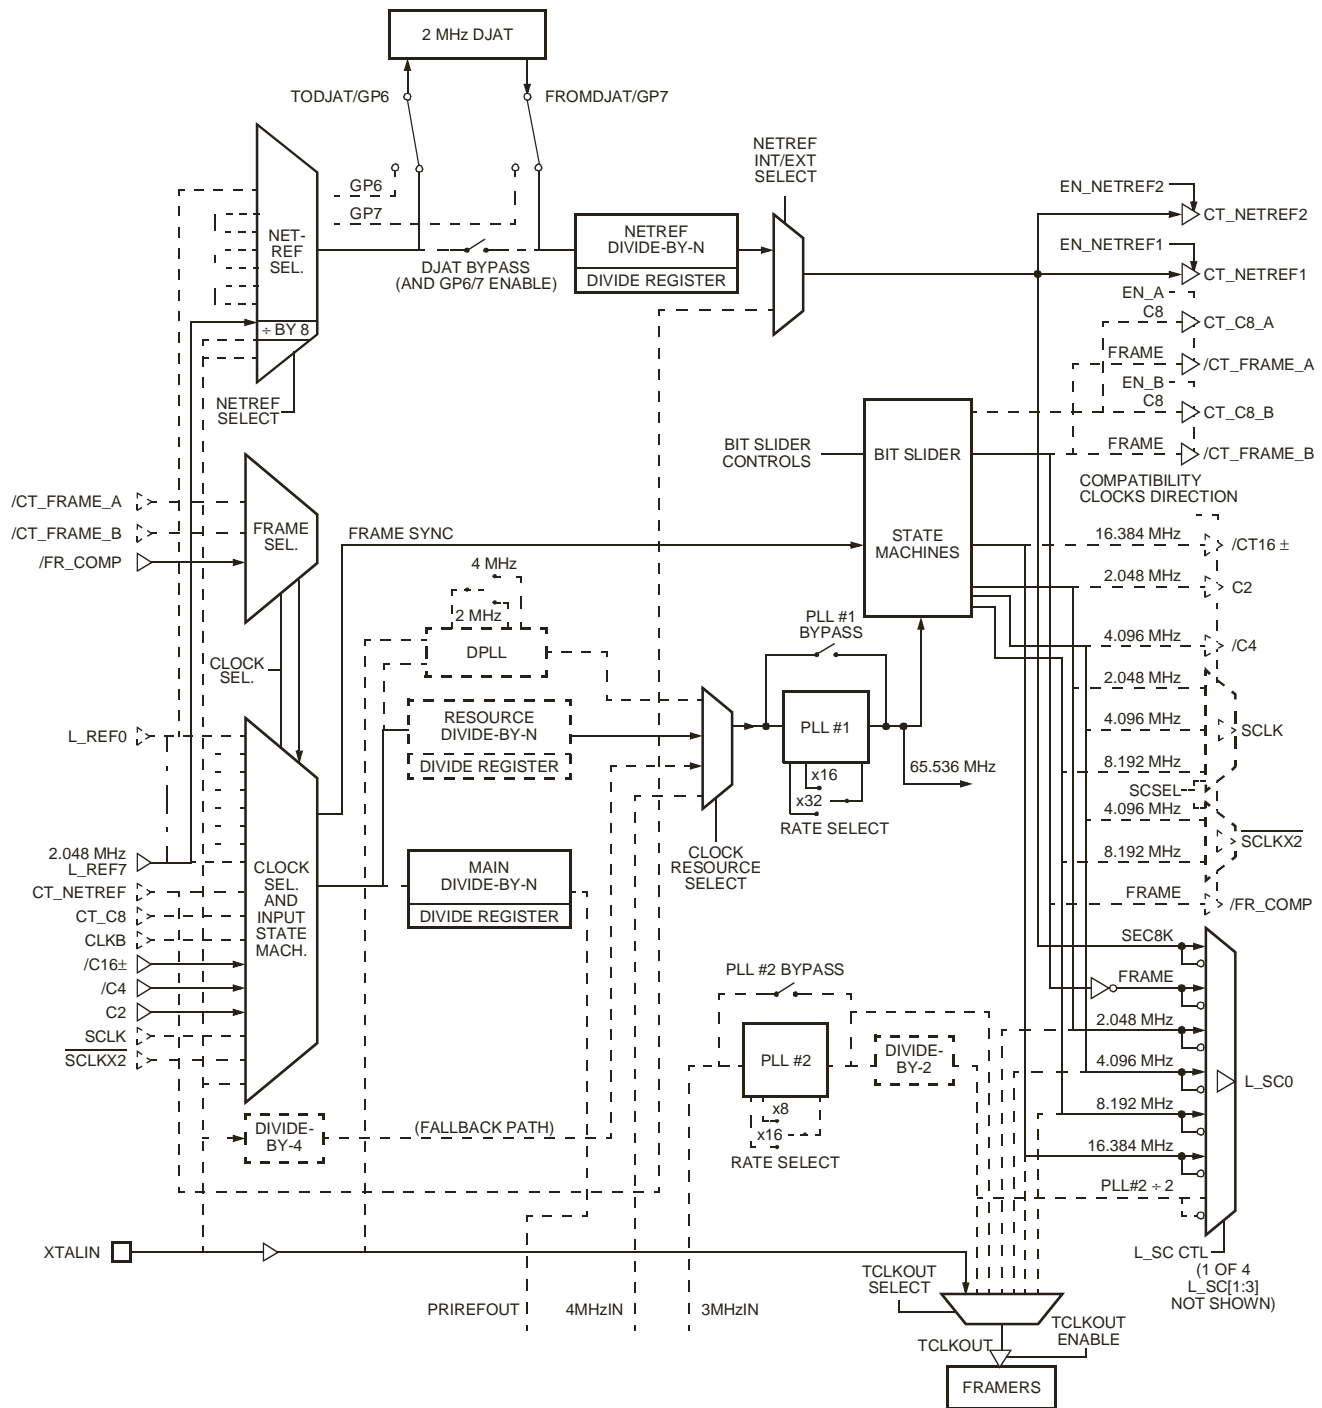 2 MHz DJAT
TODJAT/GP6
FROMDJAT/GP7
NETREF
INT/EXT
SELECT
GP6
GP7
NET-
REF
SEL.
÷ BY 8
NETREF
SELECT
DJAT BYPASS
(AND GP6/7 ENABLE)
NETREF
DIVIDE-BY-N
DIVIDE REGISTER
EN_NETREF2
CT_NETREF2
EN_NETREF1
CT_NETREF1
EN_A
C8
CT_C8_A
FRAME
/CT_FRAME_A
EN_B
C8
CT_C8_B
FRAME
/CT_FRAME_B
BIT SLIDER
CONTROLS
BIT SLIDER
STATE
MACHINES
COMPATIBILITY
CLOCKS DIRECTION
/CT_FRAME_A
/CT_FRAME_B
/FR_COMP
FRAME
SEL.
FRAME SYNC
16.384 MHz
/CT16 ±
2.048 MHz
C2
4.096 MHz
/C4
2.048 MHz
4.096 MHz
SCLK
8.192 MHz
SCSEL
4.096 MHz
SCLKX2
8.192 MHz
FRAME
/FR_COMP
4 MHz
2 MHz
DPLL
PLL #1
BYPASS
CLOCK
SEL.
RESOURCE
DIVIDE-BY-N
DIVIDE REGISTER
PLL #1
x16
x32
RATE SELECT
65.536 MHz
CLOCK
RESOURCE
SELECT
L_REF0
2.048 MHz
L_REF7
CT_NETREF
CT_C8
CLKB
/C16±
/C4
C2
SCLK
SCLKX2
CLOCK
SEL.
AND
INPUT
STATE
MACH.
MAIN
DIVIDE-BY-N
DIVIDE REGISTER
PLL #2 BYPASS
PLL #2
DIVIDE-
BY-2
x8
x16
RATE SELECT
SEC8K
FRAME
2.048 MHz
4.096 MHz
8.192 MHz
16.384 MHz
PLL#2 ÷ 2
L_SC0
DIVIDE-
BY-4
(FALLBACK PATH)
XTALIN
L_SC CTL
(1 OF 4
L_SC[1:3]
NOT SHOWN)
TCLKOUT
SELECT
PRIREFOUT
4MHzIN
3MHzIN
TCLKOUT
ENABLE
TCLKOUT
FRAMERS